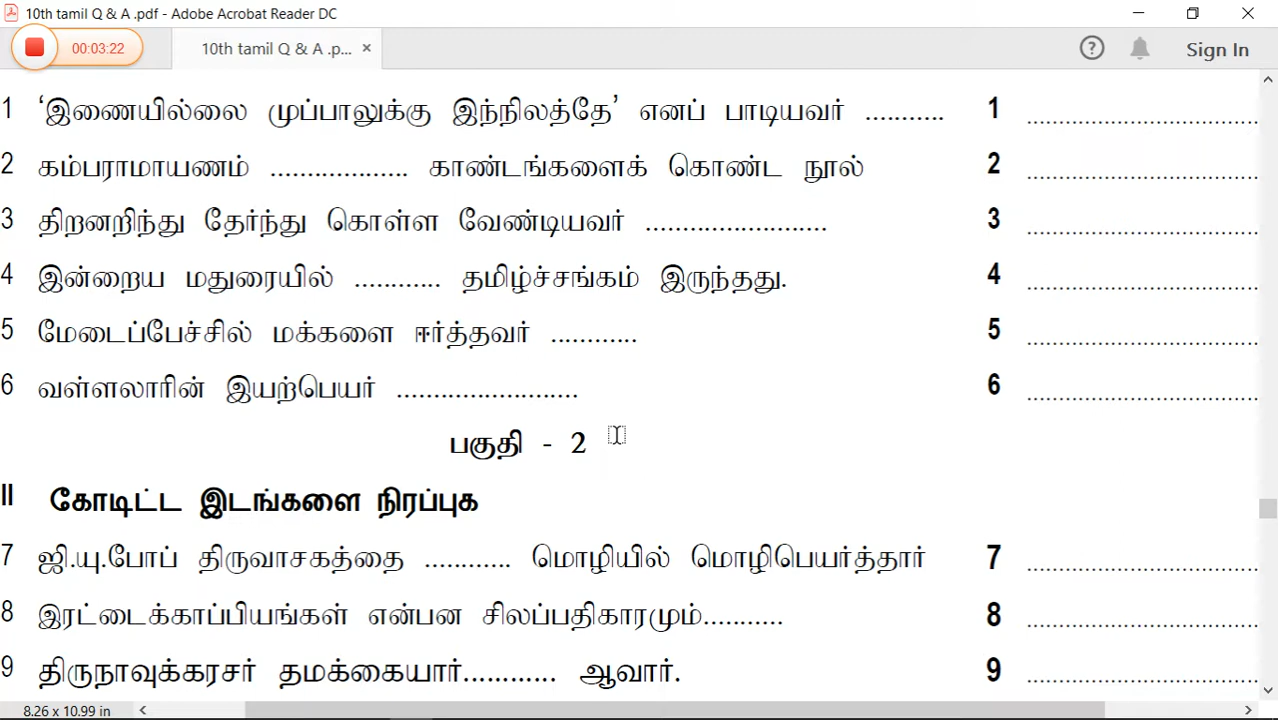 10th tamil Q & A .pdf - Adobe Acrobat Reader DC
00:03:22 10th tamil Q & A .p... × Sign In
1 ‘இணையில்லை முப்பாலுக்கு இந்நிலத்தே’ எனப் பாடியவர் ........... 1 ................................
2 கம்பராமாயணம் ................... காண்டங்களைக் கொண்ட நூல் 2 ................................
3 திறனறிந்து தேர்ந்து கொள்ள வேண்டியவர் ......................... 3 ................................
4 இன்றைய மதுரையில் ............ தமிழ்ச்சங்கம் இருந்தது. 4 ................................
5 மேடைப்பேச்சில் மக்களை ஈர்த்தவர் ............ 5 ................................
6 வள்ளலாரின் இயற்பெயர் ......................... 6 ................................
பகுதி - 2
II கோடிட்ட இடங்களை நிரப்புக
7 ஜி.யு.போப் திருவாசகத்தை ............ மொழியில் மொழிபெயர்த்தார் 7 ................................
8 இரட்டைக்காப்பியங்கள் என்பன சிலப்பதிகாரமும்........... 8 ................................
9 திருநாவுக்கரசர் தமக்கையார்............ ஆவார். 9 ................................
8.26 x 10.99 in